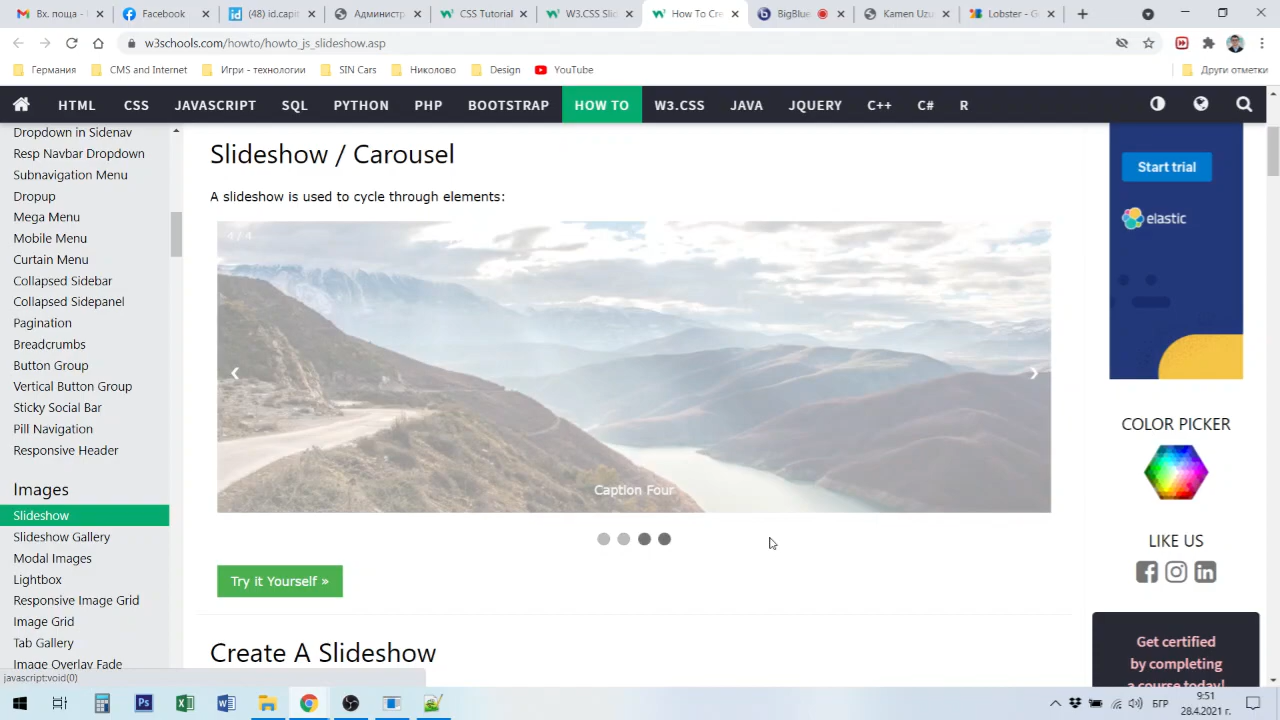 Вх. поща -
Facebook
(48) id.capit
Администр
CSS Tutorial
W3.CSS Slid
How To Cre
BigBlue
Kamen Uzu
Lobster - G
w3schools.com/howto/howto_js_slideshow.asp
Германия
CMS and Internet
Игри - технологии
SIN Cars
Николово
Design
YouTube
Други отметки
HTML
CSS
JAVASCRIPT
SQL
PYTHON
PHP
BOOTSTRAP
HOW TO
W3.CSS
JAVA
JQUERY
C++
C#
R
Dropdown in Sidenav
Resp Navbar Dropdown
Subnavigation Menu
Dropup
Mega Menu
Mobile Menu
Curtain Menu
Collapsed Sidebar
Collapsed Sidepanel
Pagination
Breadcrumbs
Button Group
Vertical Button Group
Sticky Social Bar
Pill Navigation
Responsive Header
Images
Slideshow
Slideshow Gallery
Modal Images
Lightbox
Responsive Image Grid
Image Grid
Tab Gallery
Image Overlay Fade
javascript:void(0)
Slideshow / Carousel
A slideshow is used to cycle through elements:
4 / 4
❮
❯
Caption Four
Try it Yourself »
Create A Slideshow
Start trial
elastic
COLOR PICKER
LIKE US
Get certified
by completing
a course today!
БГР
9:51
28.4.2021 г.